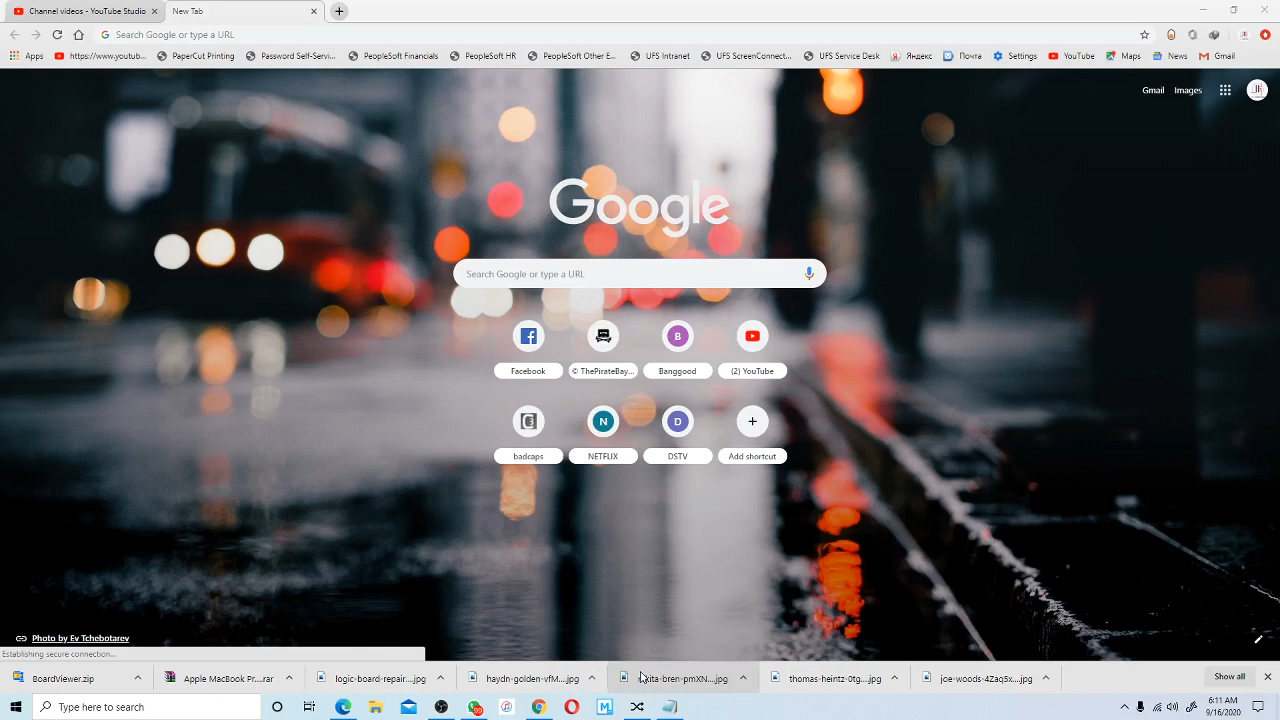 Channel videos - YouTube Studio
New Tab
Search Google or type a URL
Apps
https://www.youtub...
PaperCut Printing
Password Self-Servi...
PeopleSoft Financials
PeopleSoft HR
PeopleSoft Other E...
UFS Intranet
UFS ScreenConnect...
UFS Service Desk
Яндекс
Почта
Settings
YouTube
Maps
News
Gmail
Gmail Images
Google
Search Google or type a URL
Facebook
© ThePirateBay...
B
Banggood
(2) YouTube
badcaps
N
NETFLIX
D
DSTV
Add shortcut
Photo by Ev Tchebotarev
Establishing secure connection...
BoardViewer.zip
Apple MacBook Pr....rar
logic-board-repair....jpg
haydn-golden-vfM...jpg
thomas-heintz-0tg...jpg
joe-woods-4Zaq5x...jpg
Show all
Type here to search
99
6:11 AM
9/16/2020